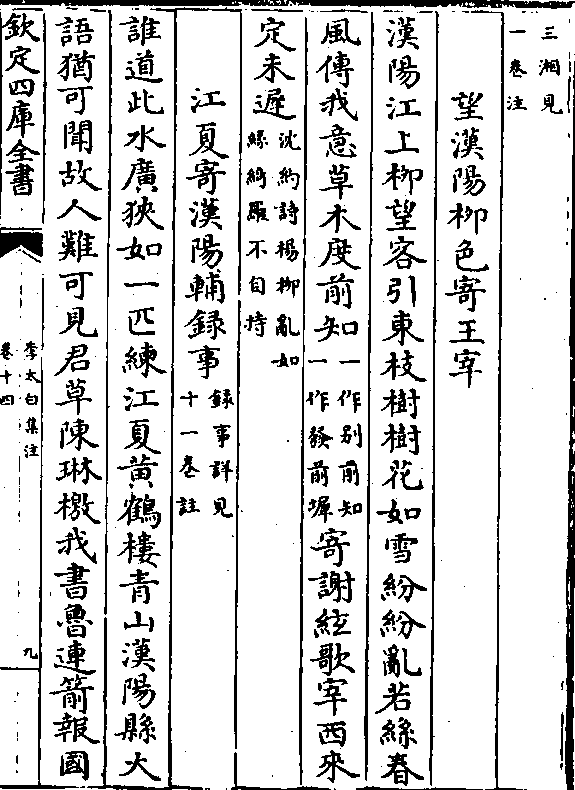 三湘見
一卷注
望漢陽柳色寄王宰
漢陽江上柳望客引東枝樹樹花如雪紛紛亂若絲春
風傳我意草木度前知一作别前知
一作發前墀寄謝絃歌宰西來
定未遲沈約詩楊柳亂如
絲綺羅不自持
江夏寄漢陽輔録事録事詳見
十一卷註
誰道此水廣狹如一匹練江夏黄鶴樓青山漢陽縣大
語猶可聞故人難可見君草陳琳檄我書魯連箭報國
欽定四庫全書
李太白集注
卷十四
九